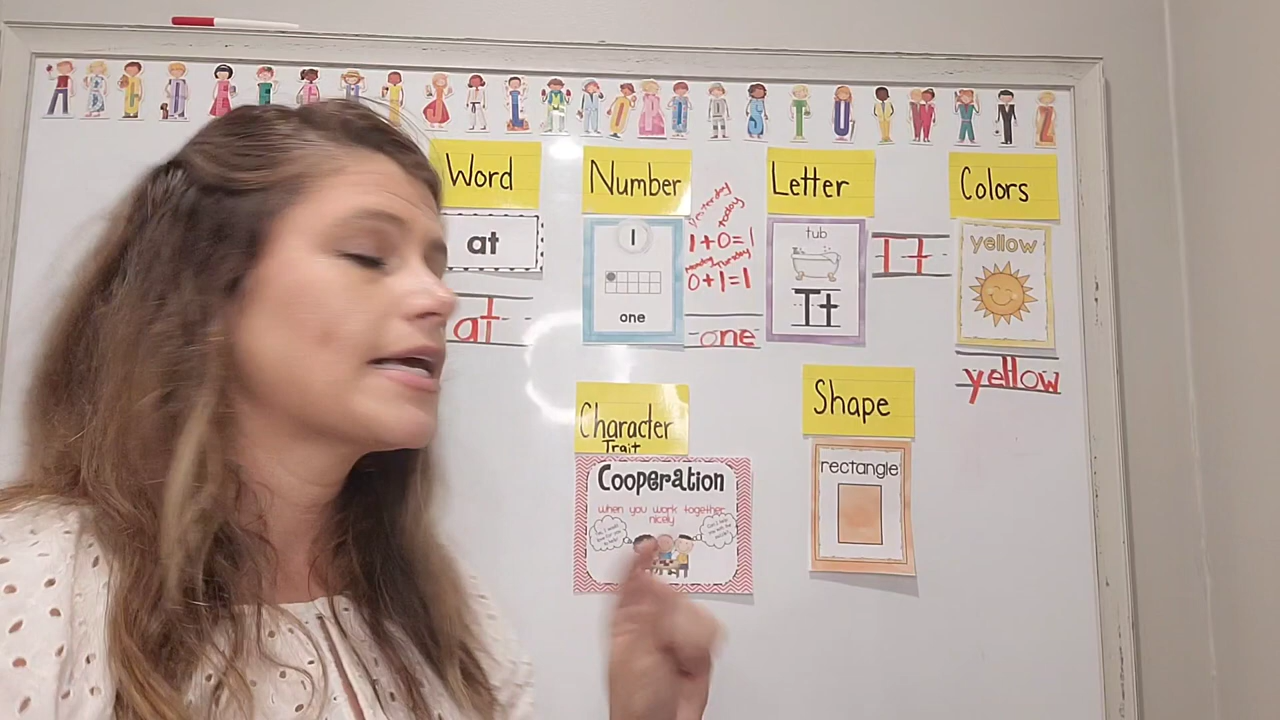 Word
at
at
Number
1
one
Yesterday
today
1+0=1
Monday Tuesday
0+1=1
one
Letter
tub
Tt
Tt
Colors
yellow
yellow
Character
Trait
Cooperation
when you work together
nicely
Shape
rectangle